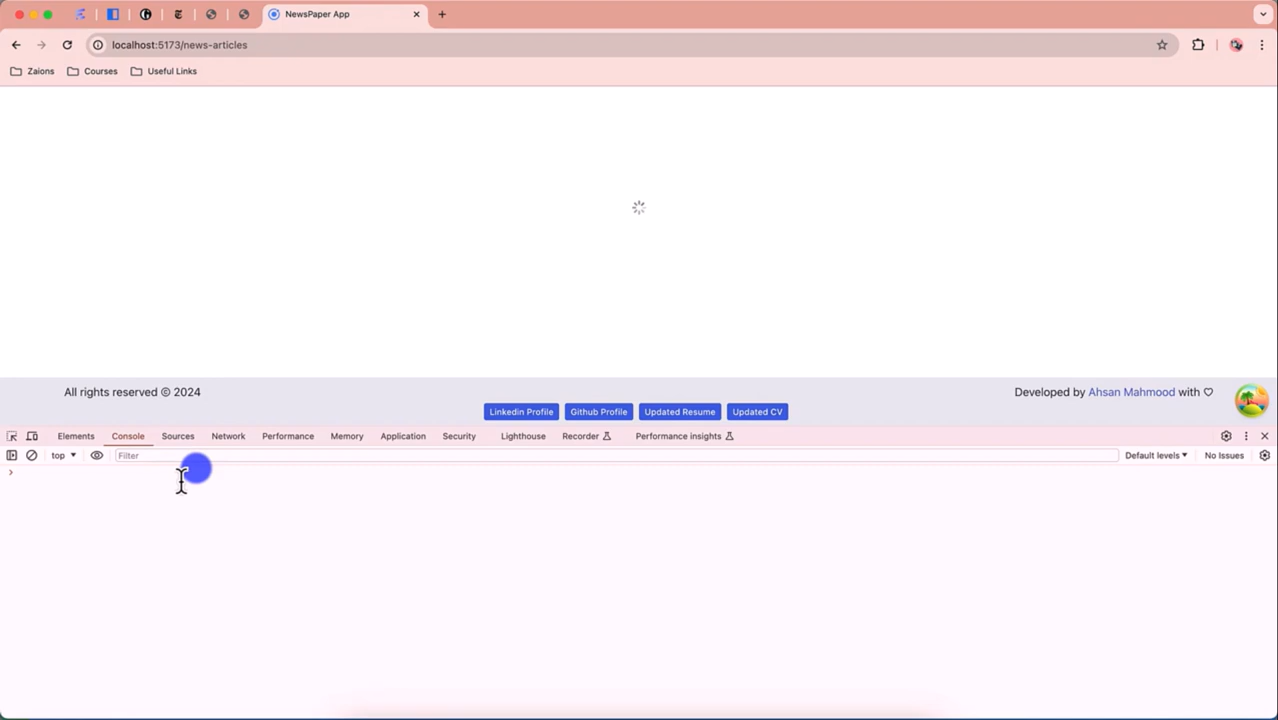 NewsPaper App
localhost:5173/news-articles
Zaions Courses Useful Links
All rights reserved © 2024
Developed by Ahsan Mahmood with ♡
Linkedin Profile Github Profile Updated Resume Updated CV
Elements Console Sources Network Performance Memory Application Security Lighthouse Recorder Performance insights
top Filter Default levels No Issues